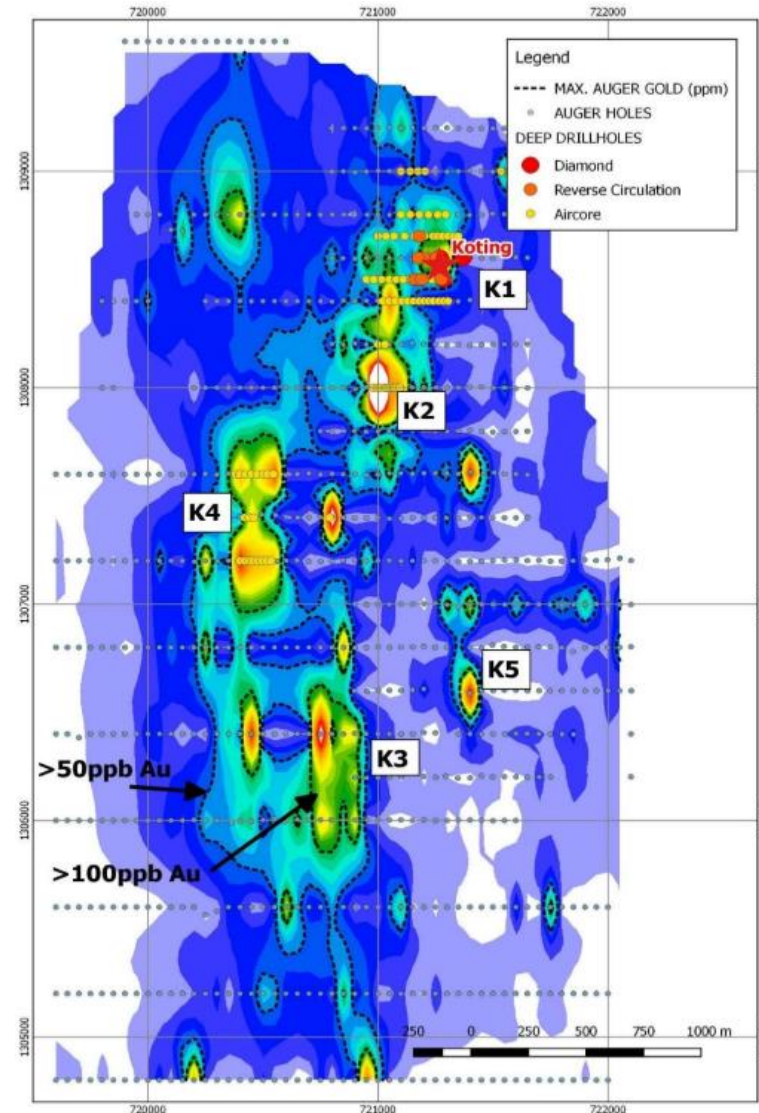 720000 721000 722000
Legend
MAX. AUGER GOLD (ppm)
AUGER HOLES
DEEP DRILLHOLES
Diamond
Reverse Circulation
Aircore
1309000
Koting
K1
1308000
K2
K4
1307000
K5
K3
>50ppb Au
1306000
>100ppb Au
250 0 250 500 750 1000 m
1305000
720000 721000 722000